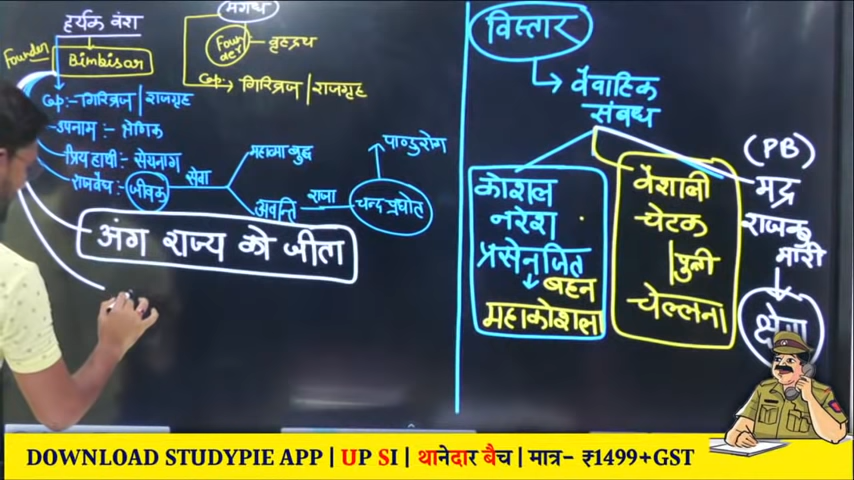 हर्यक वंश
Founder
Bimbisar
Cap:- गिरिव्रज | राजगृह
उपनाम :- श्रेणिक
प्रिय हाथी :- सेयनाग
राजवैद्य :- जीवक
सेवा
महात्मा बुद्ध
अवन्ति
राजा
चन्द्र प्रघोत
पाण्डुरोग
अंग राज्य को जीता
मगध
Founder
वृहद्रथ
Cap:- गिरिव्रज | राजगृह
विस्तार
वैवाहिक
संबंध
कोशल
नरेश
प्रसेनजित
बहन
महाकोशला
वैशाली
चेटक
पुत्री
चेल्लना
(PB)
मद्र
राजकुमारी
क्षेमा
DOWNLOAD STUDYPIE APP | UP SI | थानेदार बैच | मात्र- ₹1499+GST